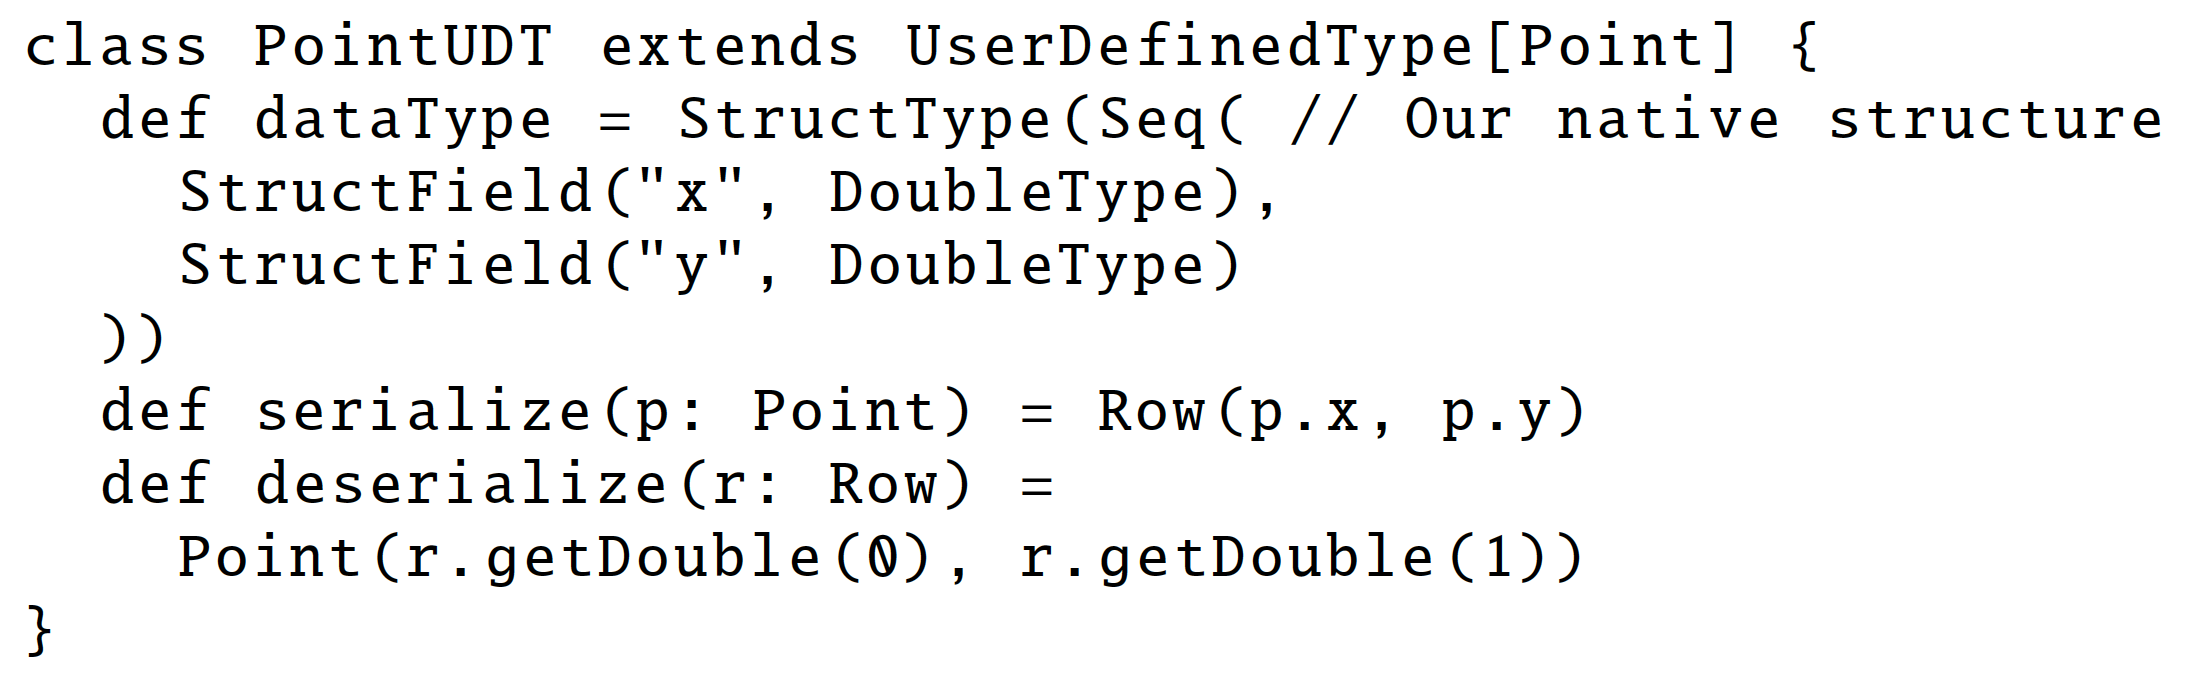 class PointUDT extends UserDefinedType[Point] {
  def dataType = StructType(Seq( // Our native structure
    StructField("x", DoubleType),
    StructField("y", DoubleType)
  ))
  def serialize(p: Point) = Row(p.x, p.y)
  def deserialize(r: Row) =
    Point(r.getDouble(0), r.getDouble(1))
}